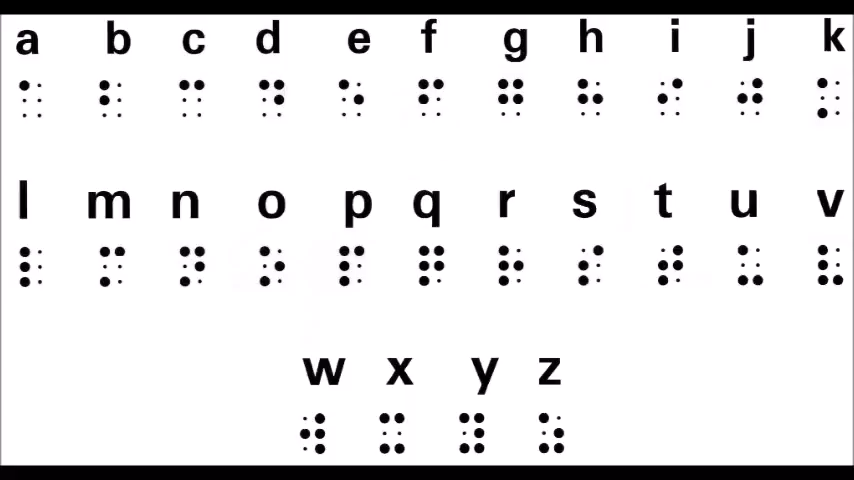 a b c d e f g h i j k
⠁ ⠃ ⠉ ⠙ ⠑ ⠋ ⠛ ⠓ ⠊ ⠚ ⠅
l m n o p q r s t u v
⠇ ⠍ ⠝ ⠕ ⠏ ⠟ ⠗ ⠎ ⠞ ⠥ ⠧
w x y z
⠺ ⠭ ⠽ ⠵